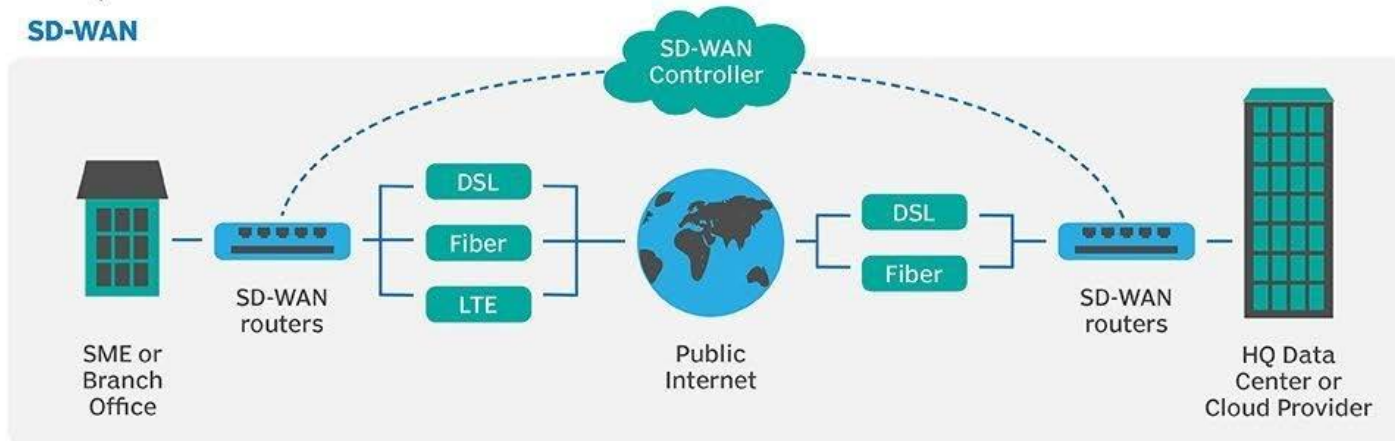 SD-WAN
SD-WAN
Controller
DSL
Fiber
LTE
DSL
Fiber
SD-WAN
routers
SD-WAN
routers
SME or
Branch
Office
Public
Internet
HQ Data
Center or
Cloud Provider